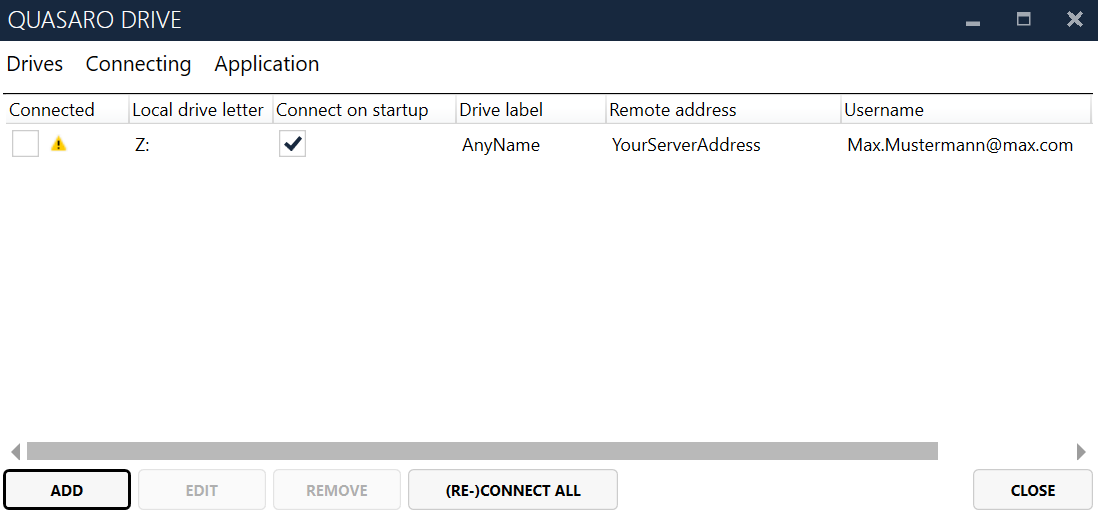 QUASARO DRIVE
Drives Connecting Application
Connected Local drive letter Connect on startup Drive label Remote address Username
Z: AnyName YourServerAddress Max.Mustermann@max.com
ADD EDIT REMOVE (RE-)CONNECT ALL CLOSE